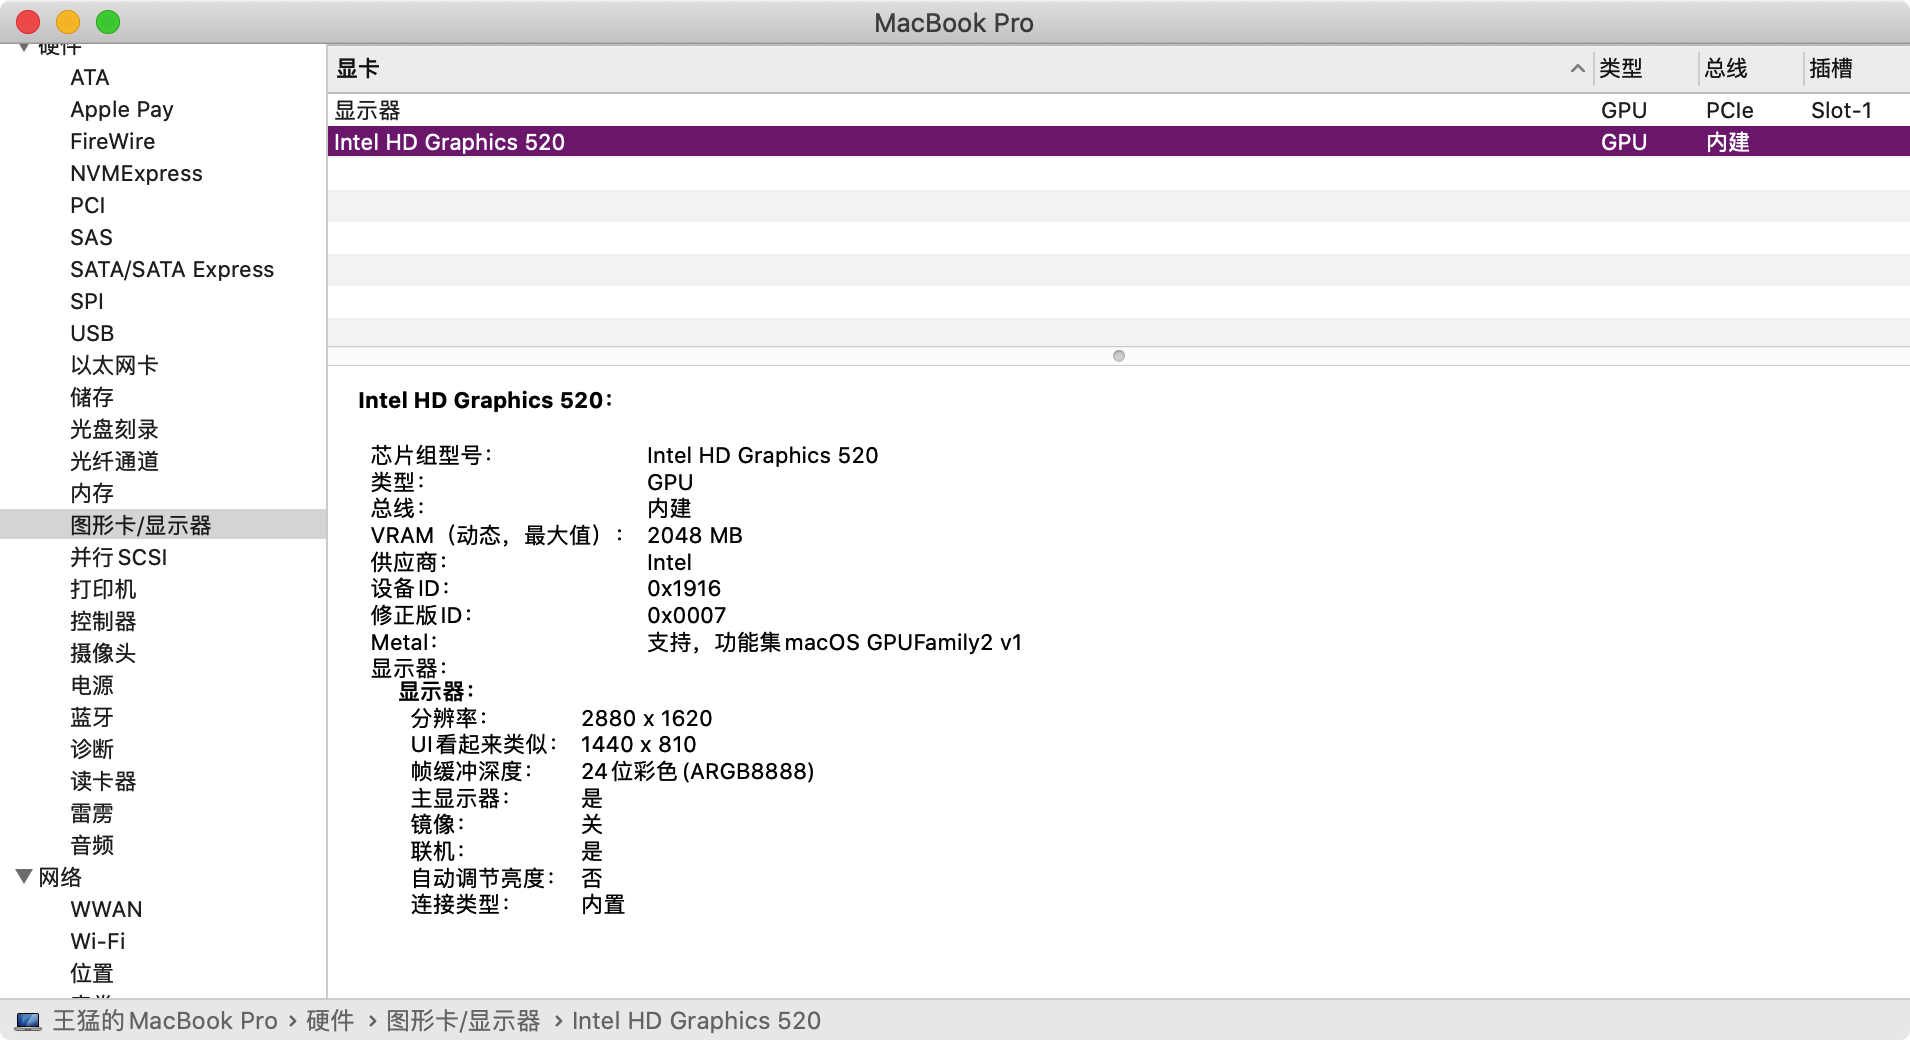 MacBook Pro
硬件
ATA
Apple Pay
FireWire
NVMExpress
PCI
SAS
SATA/SATA Express
SPI
USB
以太网卡
储存
光盘刻录
光纤通道
内存
图形卡/显示器
并行 SCSI
打印机
控制器
摄像头
电源
蓝牙
诊断
读卡器
雷雳
音频
网络
WWAN
Wi-Fi
位置
显卡 类型 总线 插槽
显示器 GPU PCIe Slot-1
Intel HD Graphics 520 GPU 内建
Intel HD Graphics 520：
芯片组型号： Intel HD Graphics 520
类型： GPU
总线： 内建
VRAM（动态，最大值）： 2048 MB
供应商： Intel
设备 ID： 0x1916
修正版 ID： 0x0007
Metal： 支持，功能集 macOS GPUFamily2 v1
显示器：
显示器：
分辨率： 2880 x 1620
UI 看起来类似： 1440 x 810
帧缓冲深度： 24 位彩色 (ARGB8888)
主显示器： 是
镜像： 关
联机： 是
自动调节亮度： 否
连接类型： 内置
王猛的 MacBook Pro › 硬件 › 图形卡/显示器 › Intel HD Graphics 520